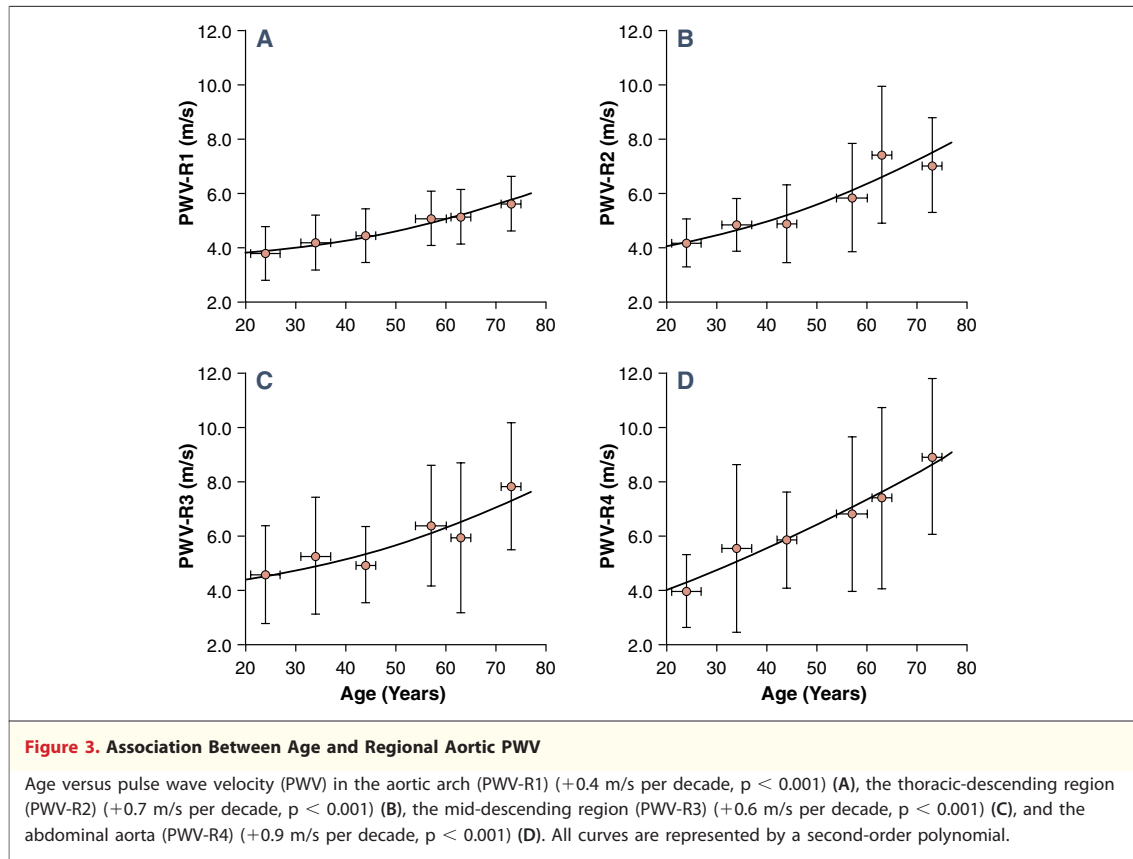 A
12.0
10.0
8.0
6.0
4.0
2.0
PWV-R1 (m/s)
20 30 40 50 60 70 80
B
12.0
10.0
8.0
6.0
4.0
2.0
PWV-R2 (m/s)
20 30 40 50 60 70 80
C
12.0
10.0
8.0
6.0
4.0
2.0
PWV-R3 (m/s)
20 30 40 50 60 70 80
Age (Years)
D
12.0
10.0
8.0
6.0
4.0
2.0
PWV-R4 (m/s)
20 30 40 50 60 70 80
Age (Years)
Figure 3. Association Between Age and Regional Aortic PWV
Age versus pulse wave velocity (PWV) in the aortic arch (PWV-R1) (+0.4 m/s per decade, p < 0.001) (A), the thoracic-descending region
(PWV-R2) (+0.7 m/s per decade, p < 0.001) (B), the mid-descending region (PWV-R3) (+0.6 m/s per decade, p < 0.001) (C), and the
abdominal aorta (PWV-R4) (+0.9 m/s per decade, p < 0.001) (D). All curves are represented by a second-order polynomial.